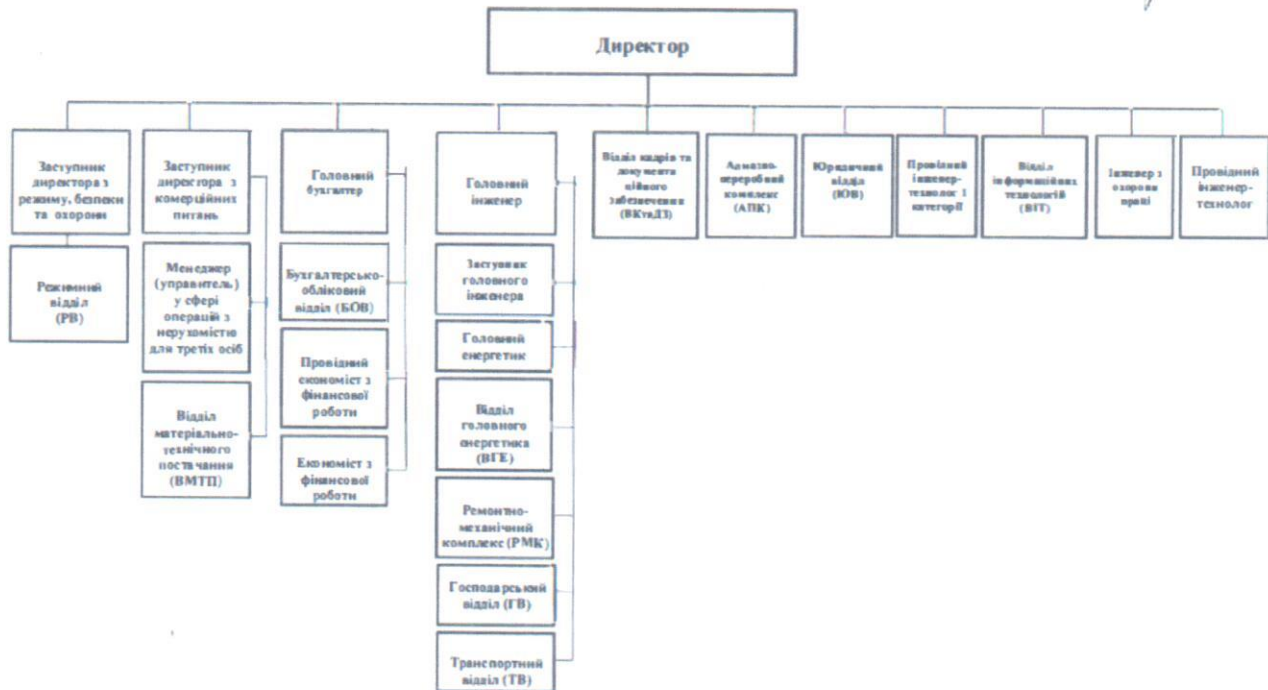 Директор
Заступник
директора з
режиму, безпеки
та охорони
Заступник
директора з
комерційних
питань
Головний
бухгалтер
Головний
інженер
Відділ кадрів та
документа
ційного
забезпечення
(ВКтаДЗ)
Алмазно-
переробний
комплекс
(АПК)
Юридичний
відділ
(ЮВ)
Провідний
інженер-
технолог І
категорії
Відділ
інформаційних
технологій (ВІТ)
Інженер з
охорони
праці
Провідний
інженер-
технолог
Режимний
відділ
(РВ)
Менеджер
(управитель)
у сфері
операцій з
нерухомістю
для третіх осіб
Відділ
матеріально-
технічного
постачання
(ВМТП)
Бухгалтерсько-
обліковий
відділ (БОВ)
Провідний
економіст з
фінансової
роботи
Економіст з
фінансової
роботи
Заступник
головного
інженера
Головний
енергетик
Відділ
головного
енергетика
(ВГЕ)
Ремонтно-
механічний
комплекс (РМК)
Господарський
відділ (ГВ)
Транспортний
відділ (ТВ)